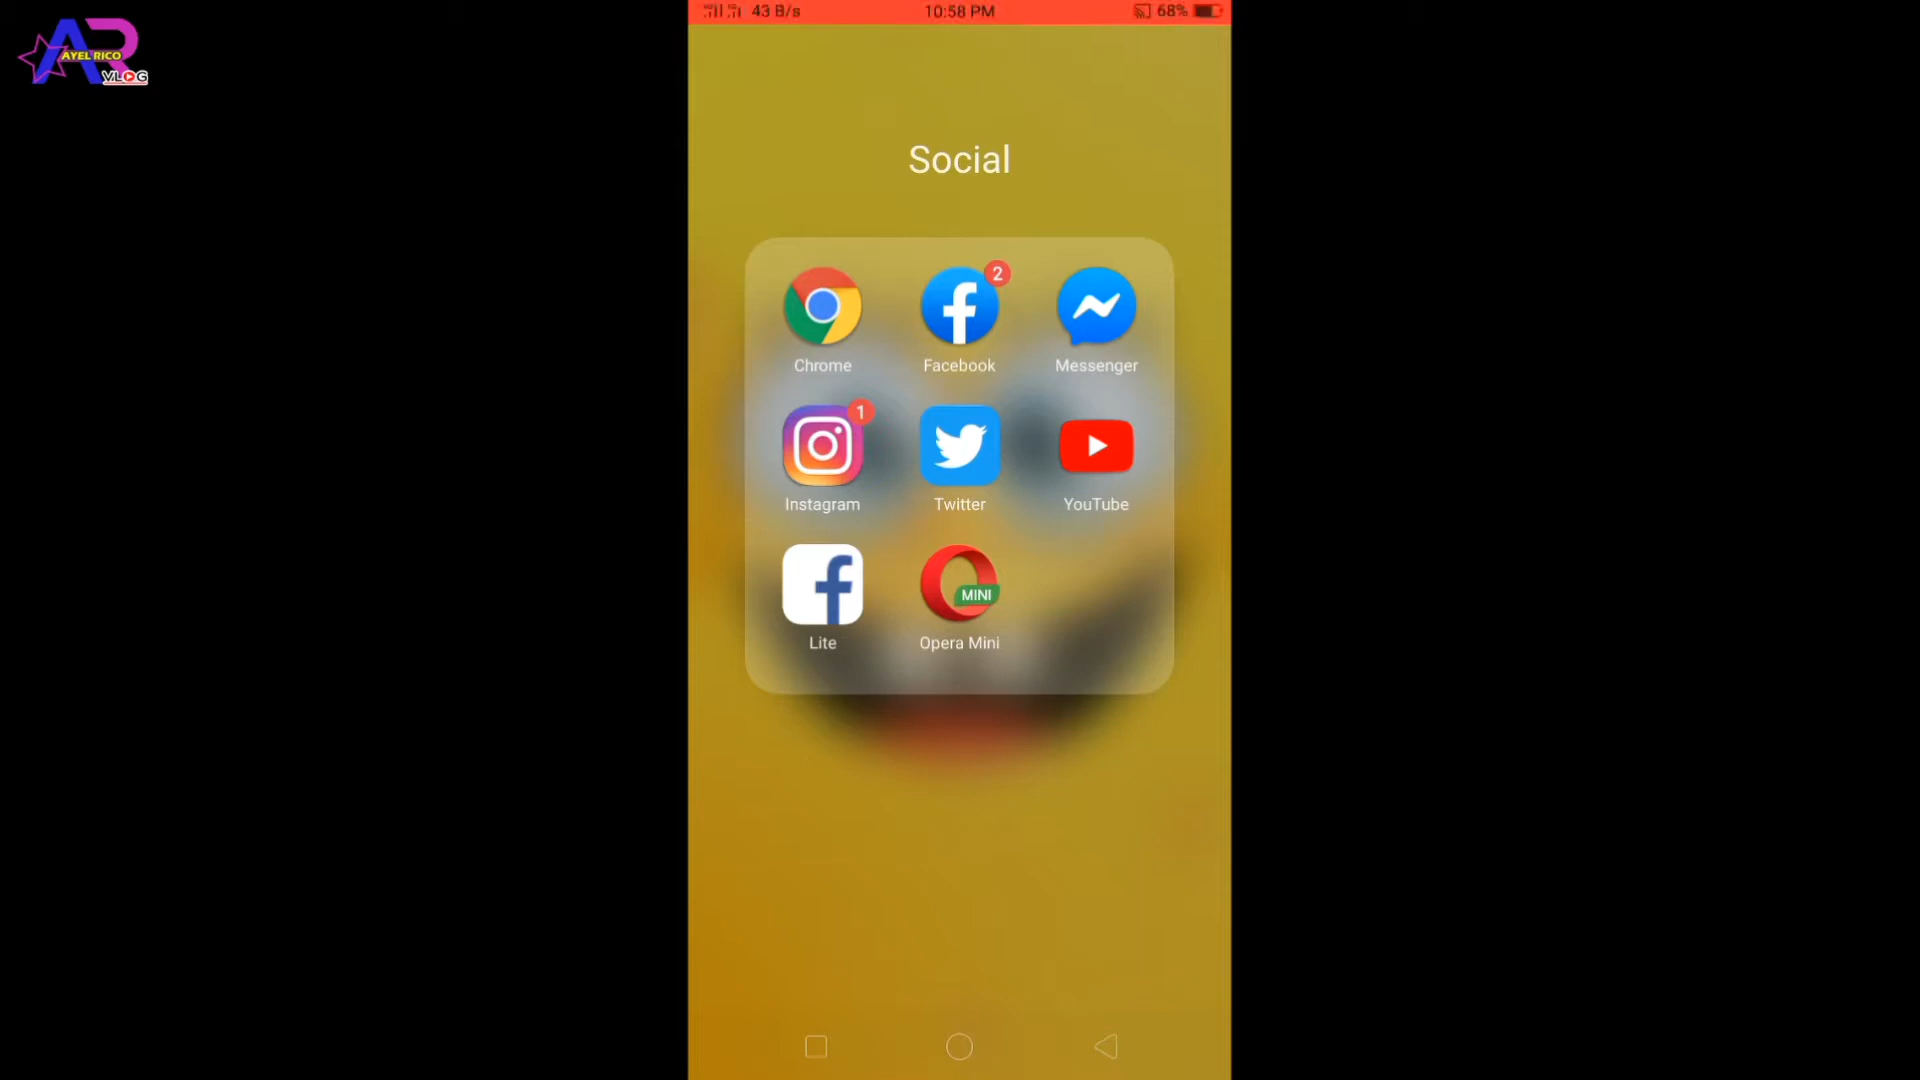 43 B/s 10:58 PM 68%
AR
AYEL RICO
VLOG
Social
2
Chrome Facebook Messenger
1
Instagram Twitter YouTube
MINI
Lite Opera Mini